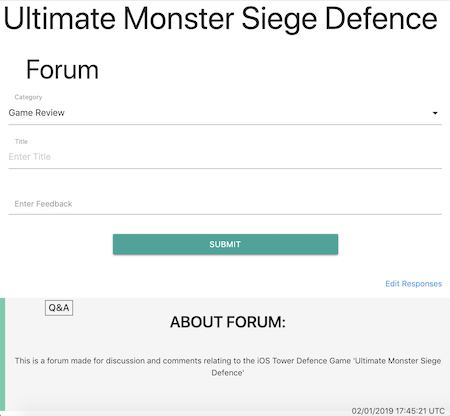 Ultimate Monster Siege Defence
Forum
Category
Game Review
Title
Enter Title
Enter Feedback
SUBMIT
Edit Responses
Q&A
ABOUT FORUM:
This is a forum made for discussion and comments relating to the iOS Tower Defence Game 'Ultimate Monster Siege
Defence'
02/01/2019 17:45:21 UTC